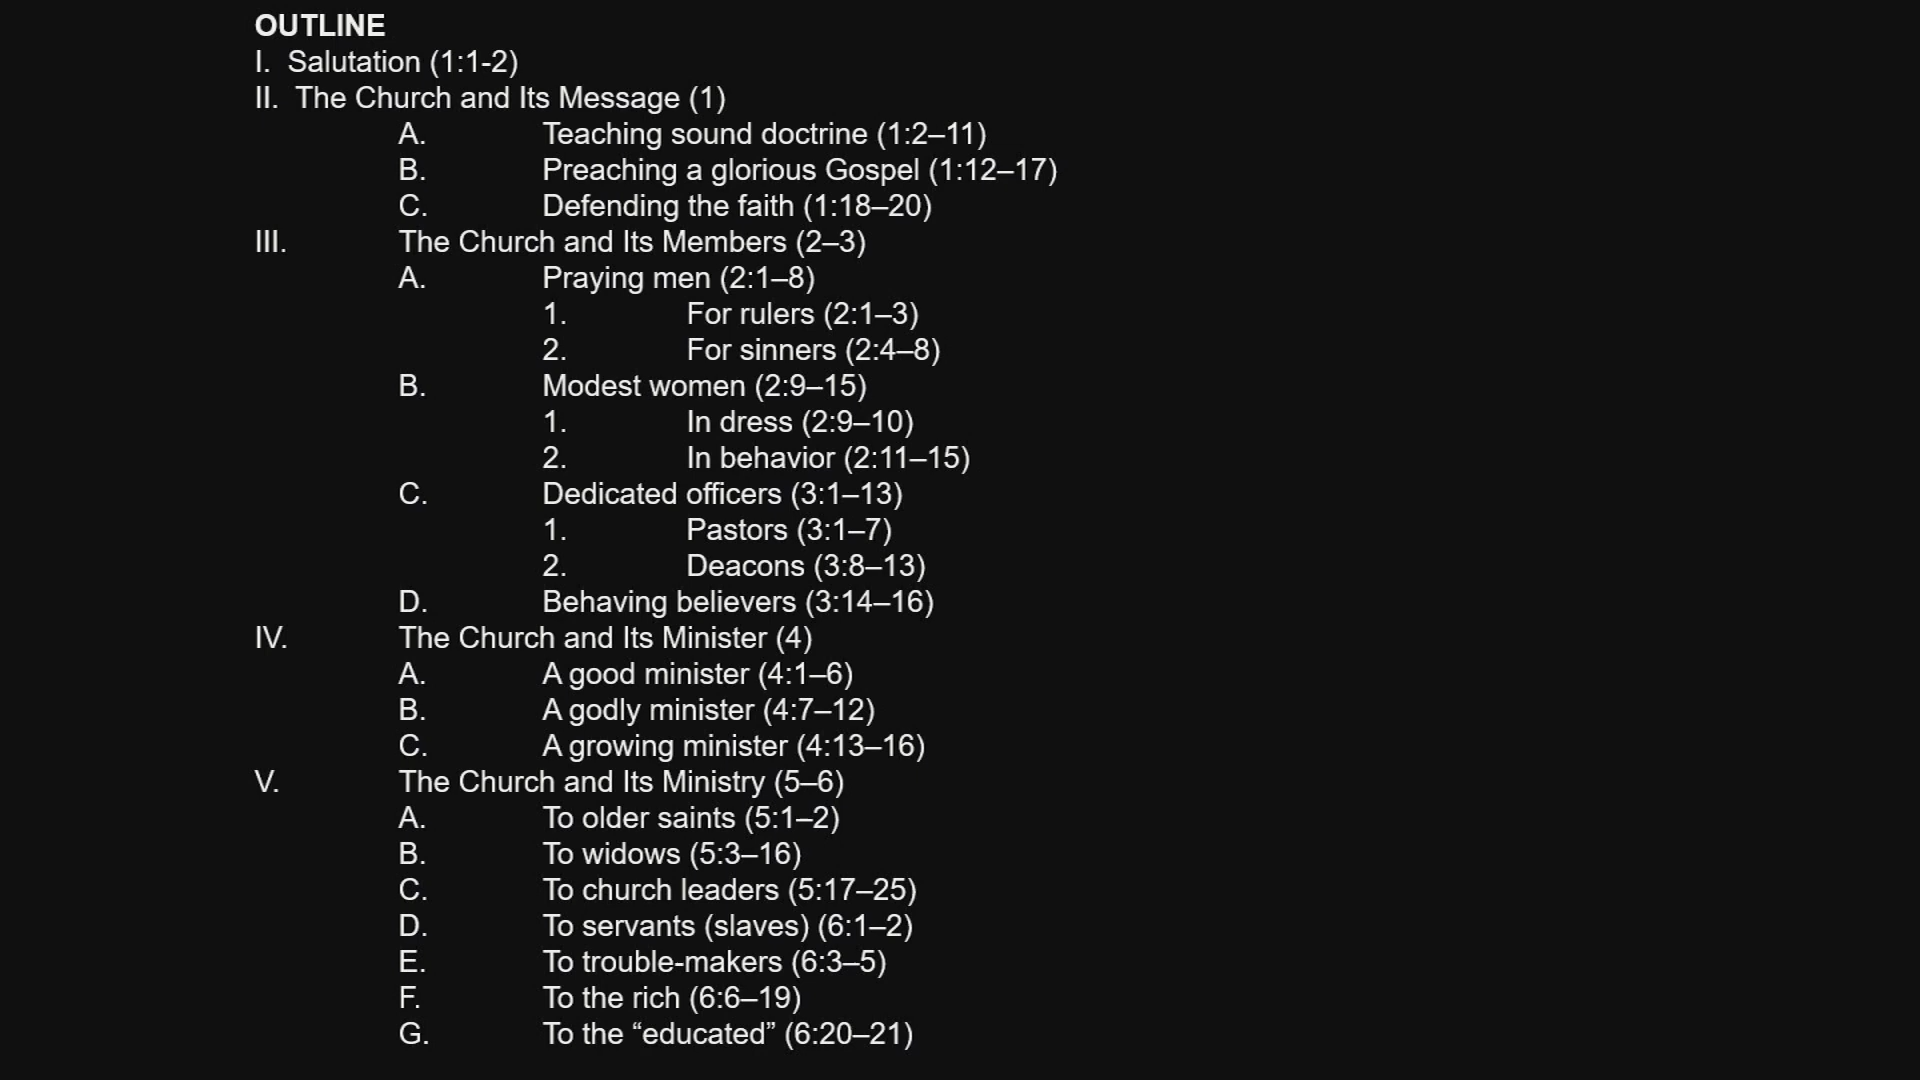 OUTLINE
I. Salutation (1:1-2)
II. The Church and Its Message (1)
A. Teaching sound doctrine (1:2–11)
B. Preaching a glorious Gospel (1:12–17)
C. Defending the faith (1:18–20)
III. The Church and Its Members (2–3)
A. Praying men (2:1–8)
1. For rulers (2:1–3)
2. For sinners (2:4–8)
B. Modest women (2:9–15)
1. In dress (2:9–10)
2. In behavior (2:11–15)
C. Dedicated officers (3:1–13)
1. Pastors (3:1–7)
2. Deacons (3:8–13)
D. Behaving believers (3:14–16)
IV. The Church and Its Minister (4)
A. A good minister (4:1–6)
B. A godly minister (4:7–12)
C. A growing minister (4:13–16)
V. The Church and Its Ministry (5–6)
A. To older saints (5:1–2)
B. To widows (5:3–16)
C. To church leaders (5:17–25)
D. To servants (slaves) (6:1–2)
E. To trouble-makers (6:3–5)
F. To the rich (6:6–19)
G. To the “educated” (6:20–21)